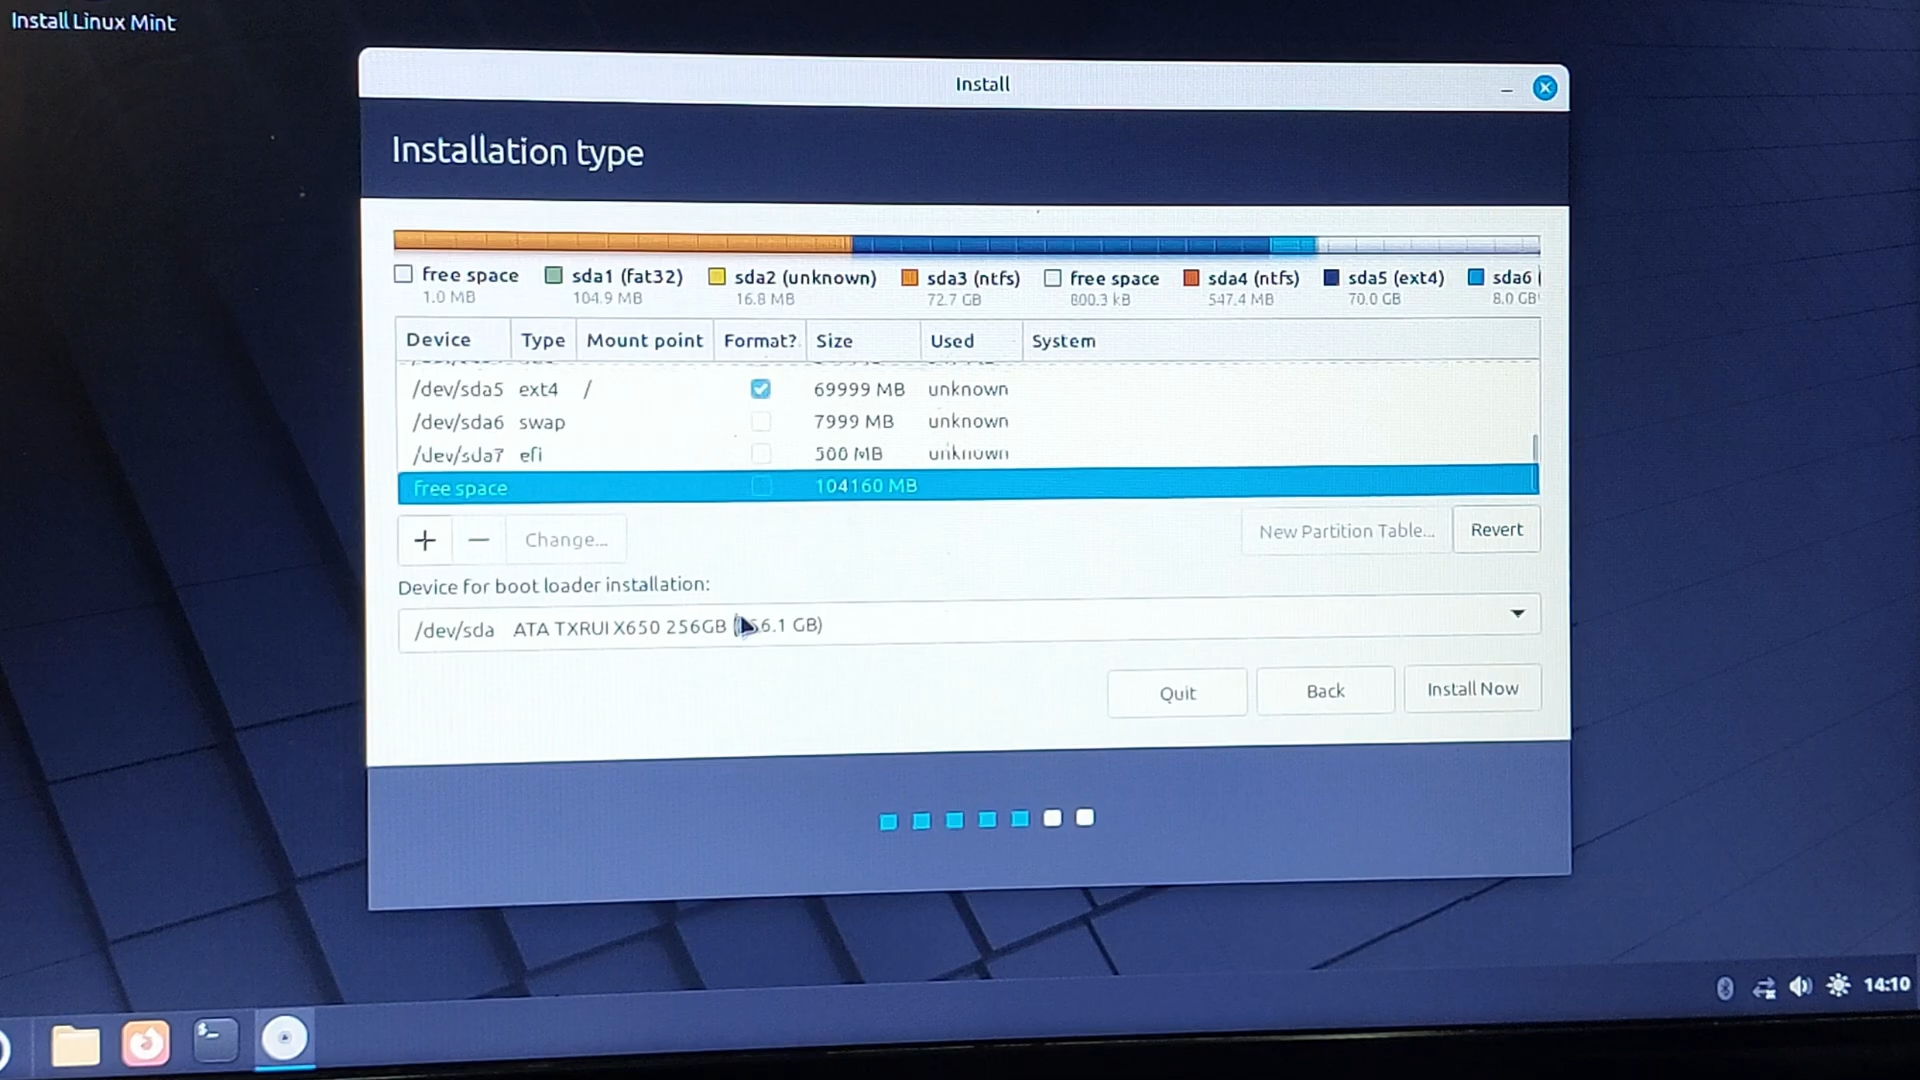 Install Linux Mint
Install
Installation type
free space sda1 (fat32) sda2 (unknown) sda3 (ntfs) free space sda4 (ntfs) sda5 (ext4) sda6 (
1.0 MB 104.9 MB 16.8 MB 72.7 GB 800.3 kB 547.4 MB 70.0 GB 8.0 GB
Device Type Mount point Format? Size Used System
/dev/sda5 ext4 / 69999 MB unknown
/dev/sda6 swap 7999 MB unknown
/dev/sda7 efi 500 MB unknown
free space 104160 MB
+ — Change... New Partition Table... Revert
Device for boot loader installation:
/dev/sda ATA TXRUI X650 256GB 56.1 GB)
Quit Back Install Now
14:10